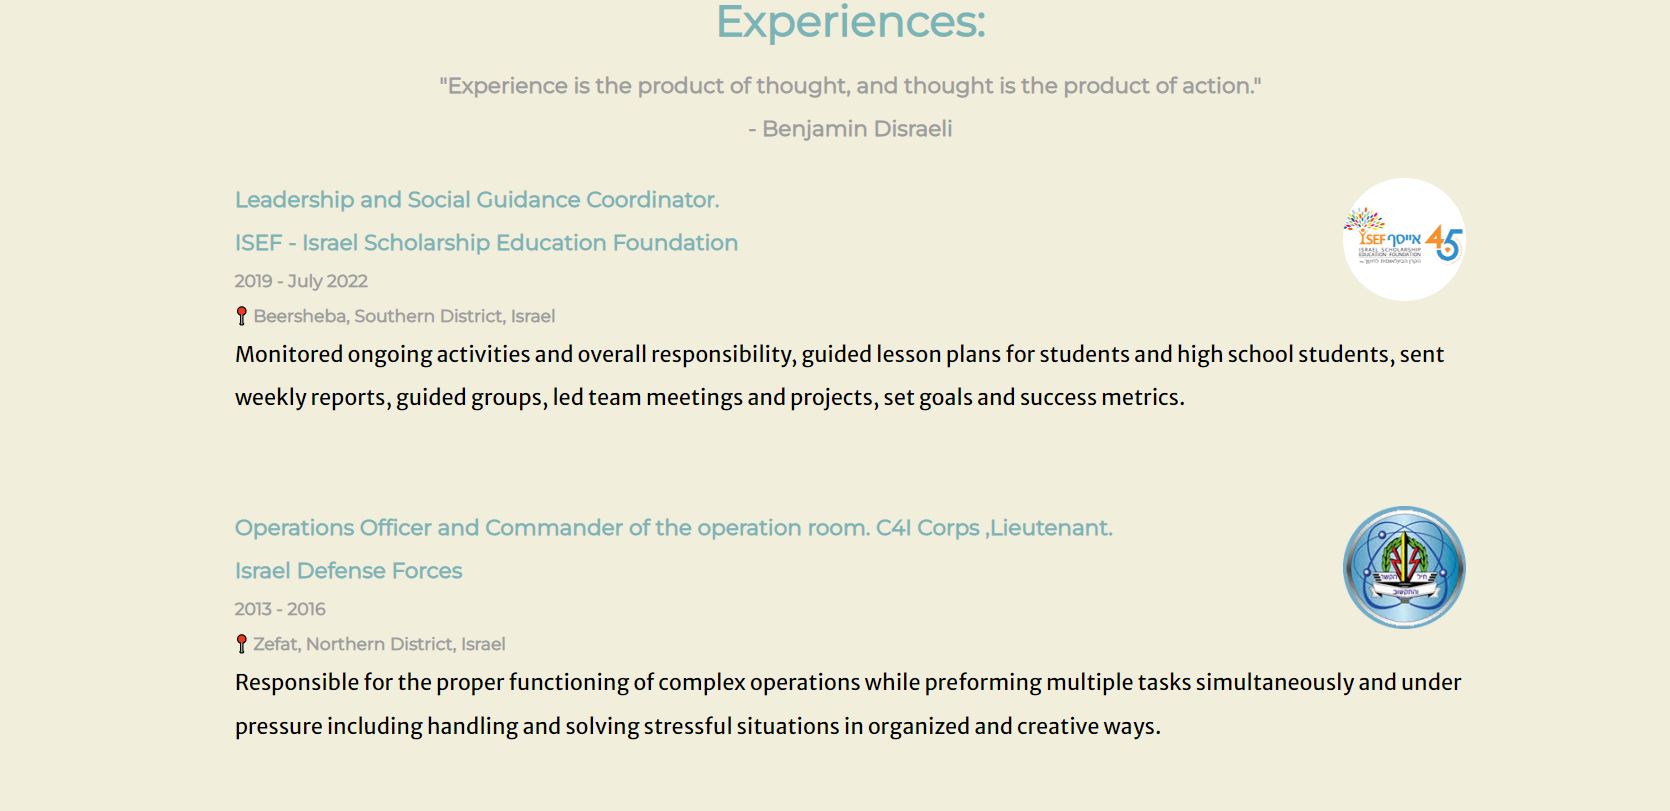 Experiences:
"Experience is the product of thought, and thought is the product of action."
- Benjamin Disraeli
Leadership and Social Guidance Coordinator.
ISEF - Israel Scholarship Education Foundation
2019 - July 2022
Beersheba, Southern District, Israel
Monitored ongoing activities and overall responsibility, guided lesson plans for students and high school students, sent
weekly reports, guided groups, led team meetings and projects, set goals and success metrics.
ISEF אייסף 45
ISRAEL SCHOLARSHIP
EDUCATION FOUNDATION
Operations Officer and Commander of the operation room. C4I Corps ,Lieutenant.
Israel Defense Forces
2013 - 2016
Zefat, Northern District, Israel
Responsible for the proper functioning of complex operations while preforming multiple tasks simultaneously and under
pressure including handling and solving stressful situations in organized and creative ways.
חיל הקשר
והתקשוב